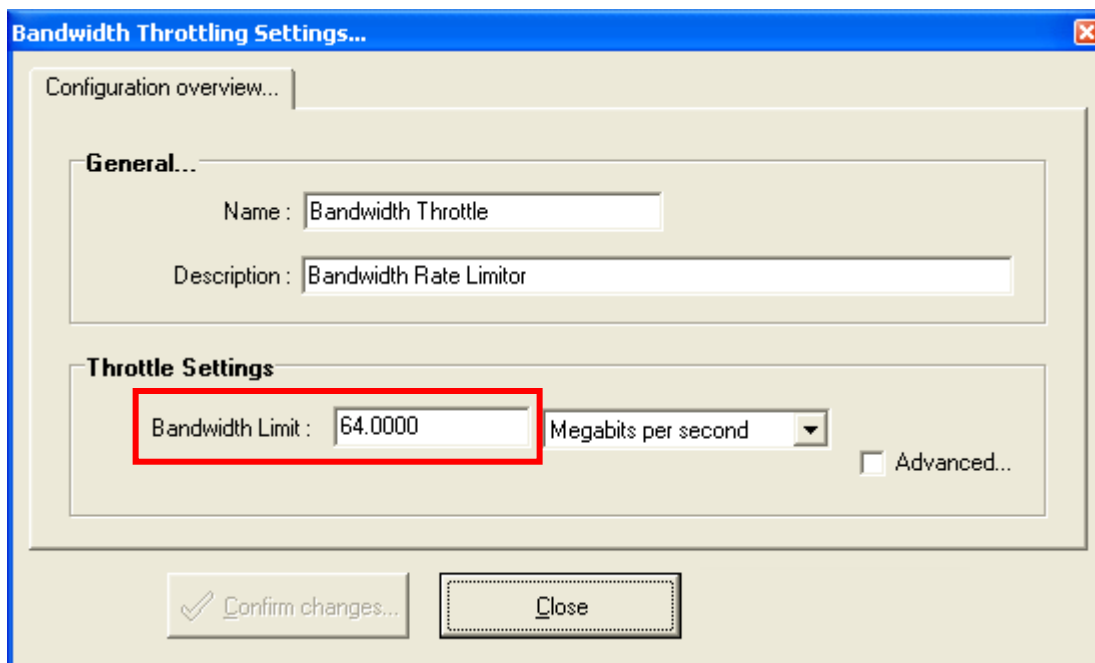 Bandwidth Throttling Settings...
Configuration overview...
General...
Name : Bandwidth Throttle
Description : Bandwidth Rate Limitor
Throttle Settings
Bandwidth Limit : 64.0000 Megabits per second
Advanced...
Confirm changes... Close